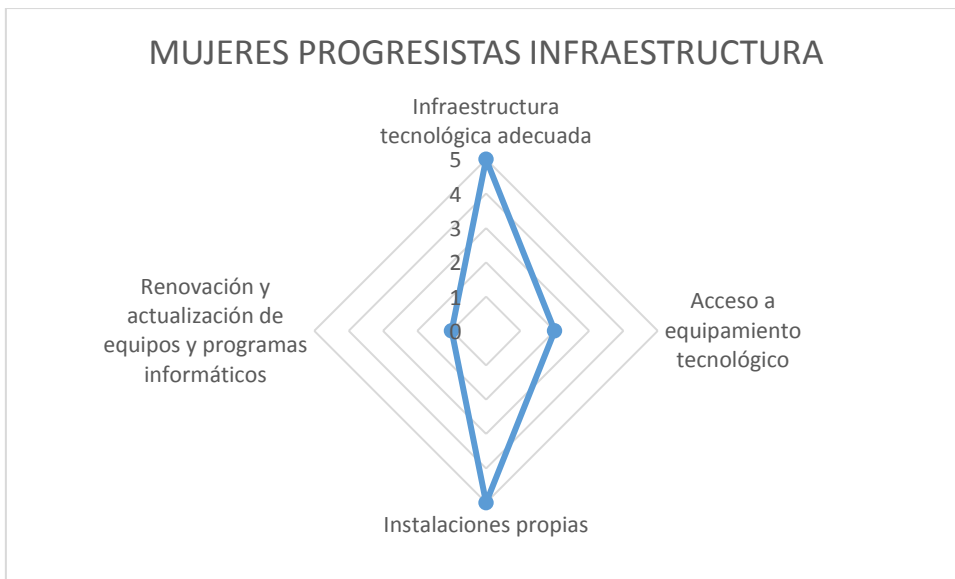 MUJERES PROGRESISTAS INFRAESTRUCTURA
Infraestructura
tecnológica adecuada
5
4
3
2
1
0
Renovación y
actualización de
equipos y programas
informáticos
Acceso a
equipamiento
tecnológico
Instalaciones propias